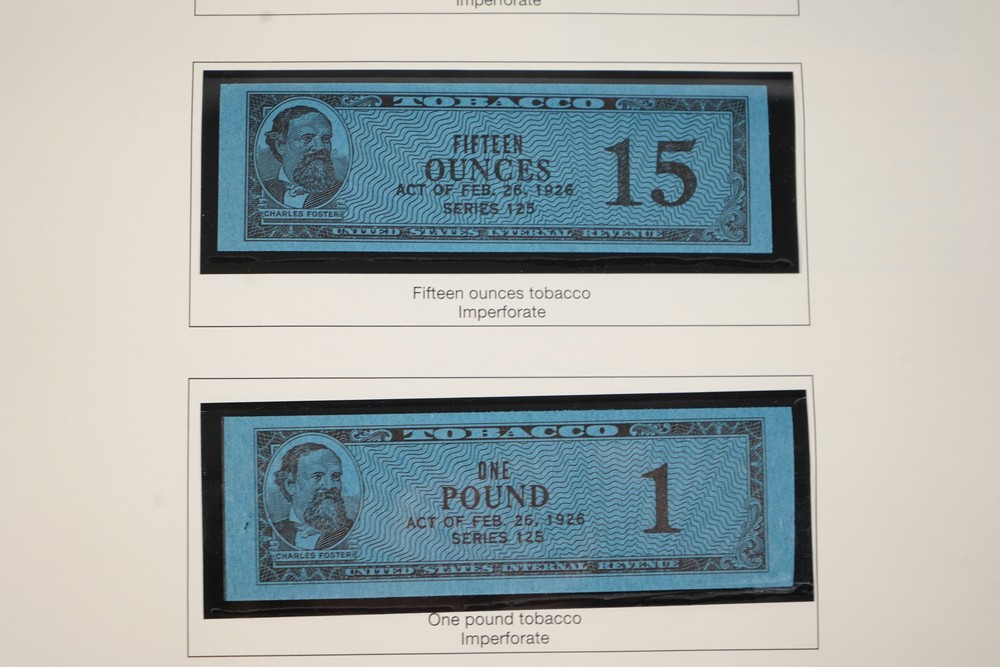 Imperforate
TOBACCO
FIFTEEN
OUNCES
15
ACT OF FEB. 26, 1926
SERIES 125
CHARLES FOSTER
UNITED STATES INTERNAL REVENUE
Fifteen ounces tobacco
Imperforate
TOBACCO
ONE
POUND
1
ACT OF FEB. 26, 1926
SERIES 125
CHARLES FOSTER
UNITED STATES INTERNAL REVENUE
One pound tobacco
Imperforate